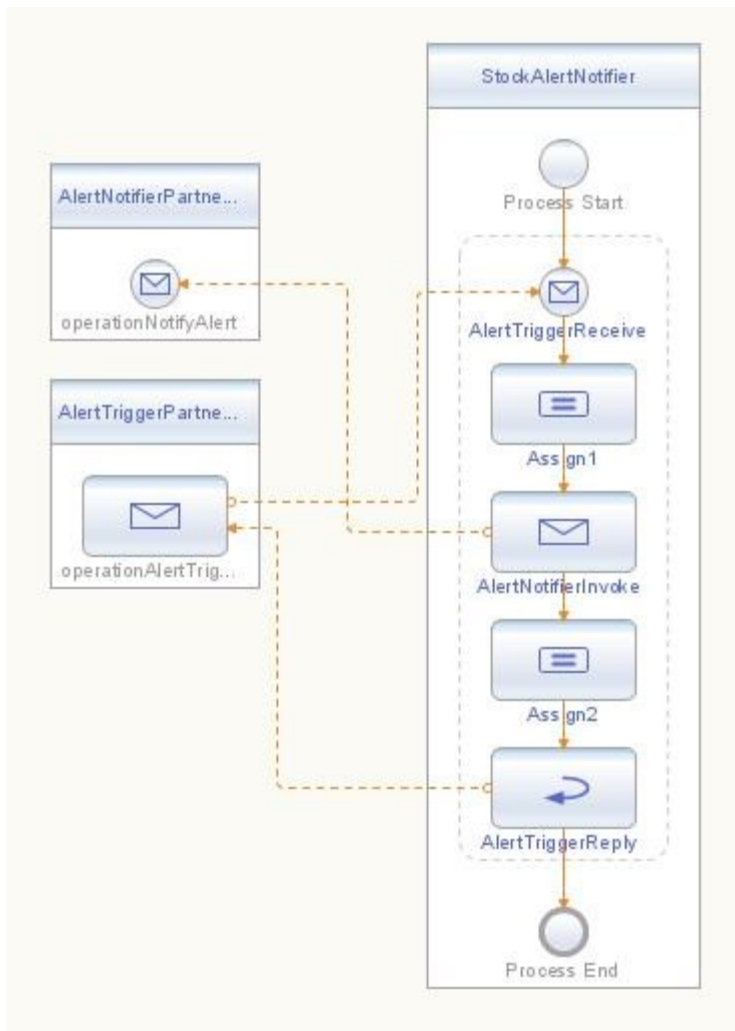 StockAlertNotifier
Process Start
AlertNotifierPartne...
operationNotifyAlert
AlertTriggerReceive
AlertTriggerPartne...
operationAlertTrig...
Assign1
AlertNotifierInvoke
Assign2
AlertTriggerReply
Process End